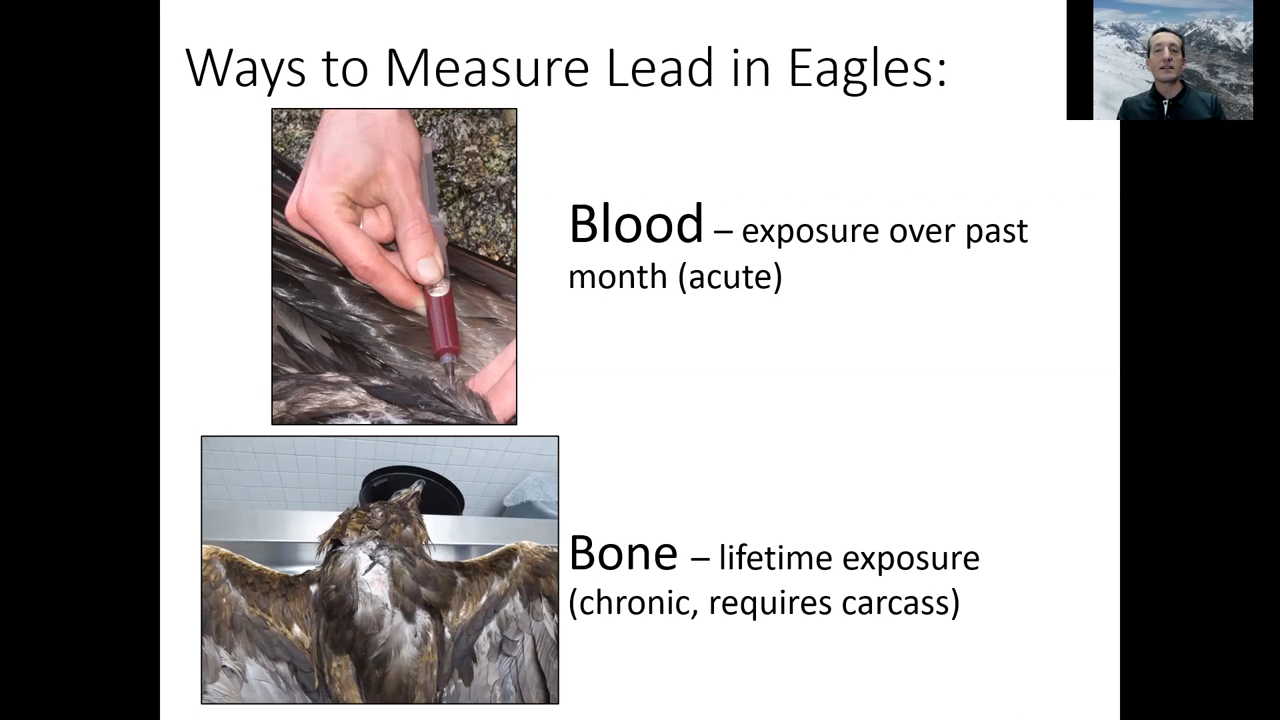 Ways to Measure Lead in Eagles:
Blood – exposure over past
month (acute)
Bone – lifetime exposure
(chronic, requires carcass)